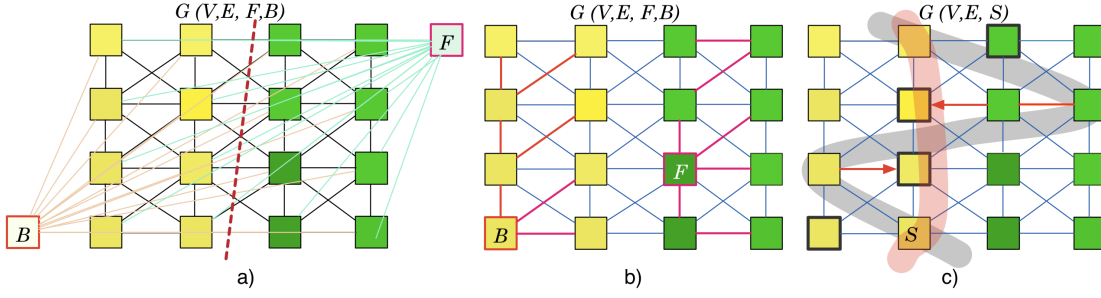 G (V,E, F,B)
F
B
a)
G (V,E, F,B)
F
B
b)
G (V,E, S)
S
c)